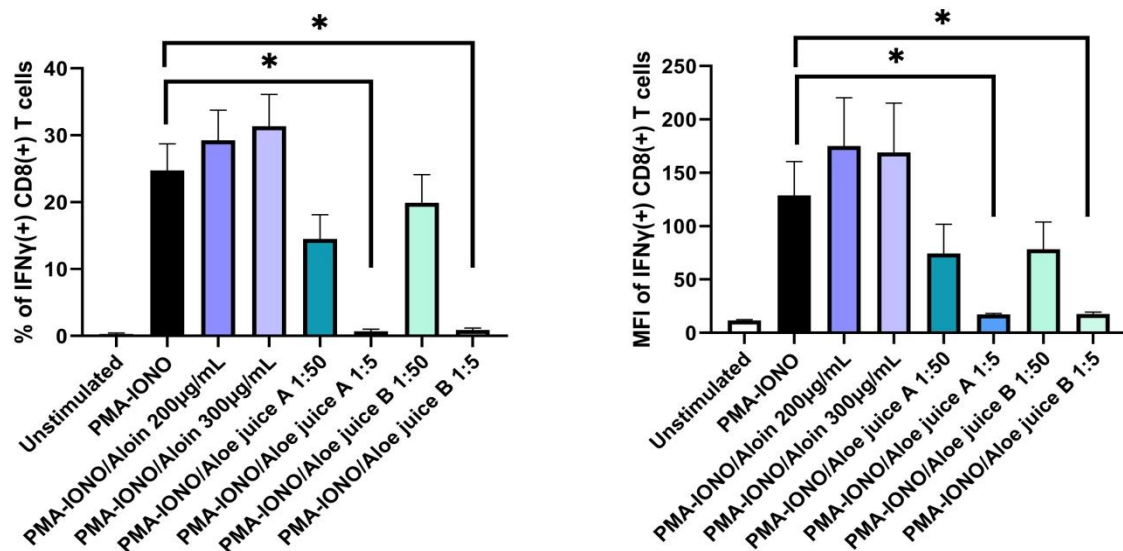 *
*
% of IFNγ(+) CD8(+) T cells
40
30
20
10
0
Unstimulated
PMA-IONO
PMA-IONO/Aloin 200µg/mL
PMA-IONO/Aloin 300µg/mL
PMA-IONO/Aloe juice A 1:50
PMA-IONO/Aloe juice A 1:5
PMA-IONO/Aloe juice B 1:50
PMA-IONO/Aloe juice B 1:5
*
*
MFI of IFNγ(+) CD8(+) T cells
250
200
150
100
50
0
Unstimulated
PMA-IONO
PMA-IONO/Aloin 200µg/mL
PMA-IONO/Aloin 300µg/mL
PMA-IONO/Aloe juice A 1:50
PMA-IONO/Aloe juice A 1:5
PMA-IONO/Aloe juice B 1:50
PMA-IONO/Aloe juice B 1:5